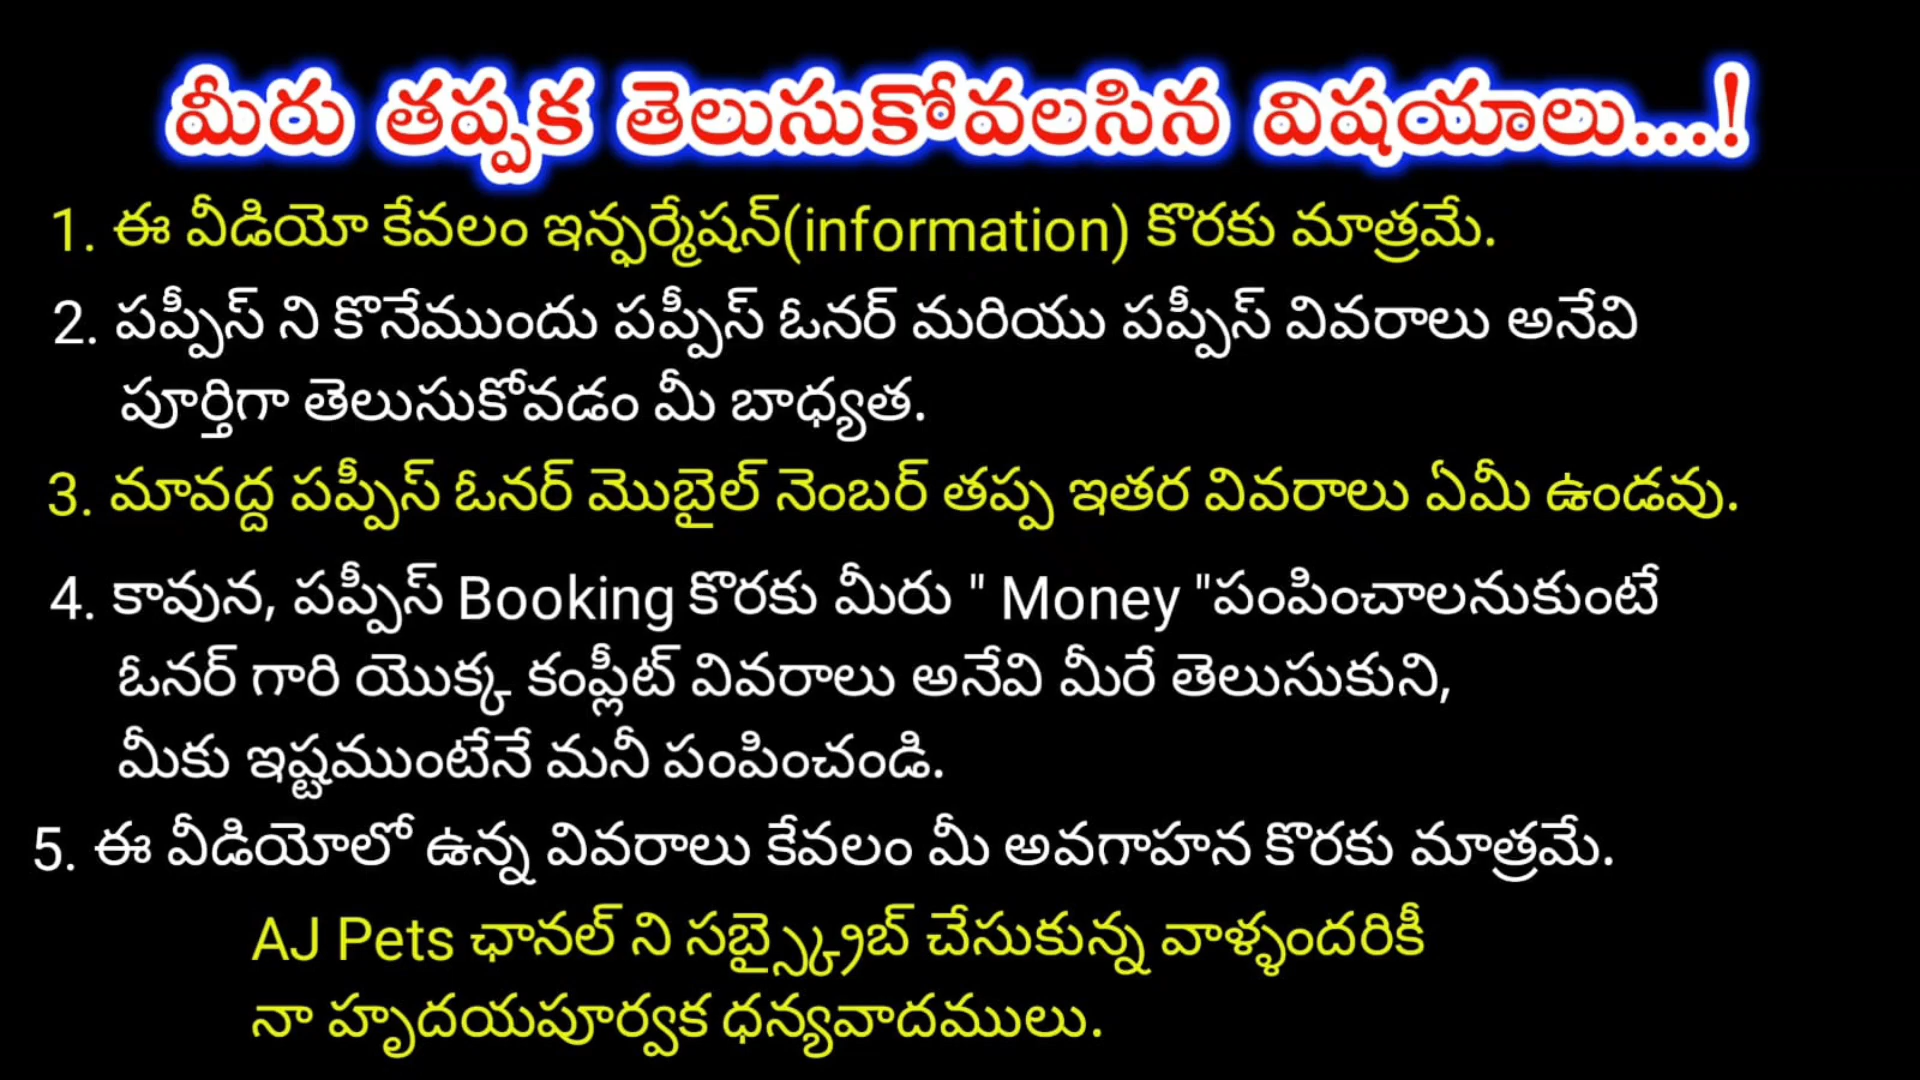 మీరు తప్పక తెలుసుకోవలసిన విషయాలు...!
1. ఈ వీడియో కేవలం ఇన్ఫర్మేషన్(information) కొరకు మాత్రమే.
2. పప్పీస్ ని కొనేముందు పప్పీస్ ఓనర్ మరియు పప్పీస్ వివరాలు అనేవి
పూర్తిగా తెలుసుకోవడం మీ బాధ్యత.
3. మావద్ద పప్పీస్ ఓనర్ మొబైల్ నెంబర్ తప్ప ఇతర వివరాలు ఏమీ ఉండవు.
4. కావున, పప్పీస్ Booking కొరకు మీరు " Money "పంపించాలనుకుంటే
ఓనర్ గారి యొక్క కంప్లీట్ వివరాలు అనేవి మీరే తెలుసుకుని,
మీకు ఇష్టముంటేనే మనీ పంపించండి.
5. ఈ వీడియోలో ఉన్న వివరాలు కేవలం మీ అవగాహన కొరకు మాత్రమే.
AJ Pets ఛానల్ ని సబ్స్క్రైబ్ చేసుకున్న వాళ్ళందరికీ
నా హృదయపూర్వక ధన్యవాదములు.